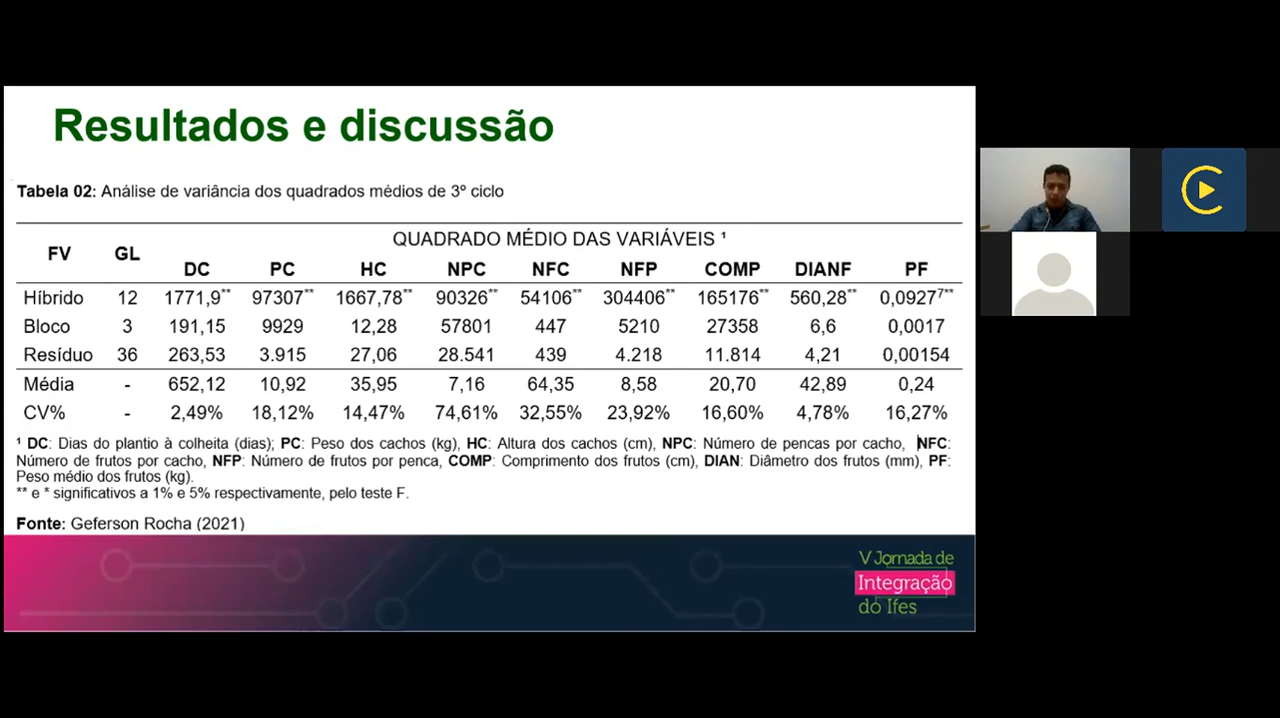 Resultados e discussão
Tabela 02: Análise de variância dos quadrados médios de 3º ciclo
FV GL QUADRADO MÉDIO DAS VARIÁVEIS ¹
DC PC HC NPC NFC NFP COMP DIANF PF
Híbrido 12 1771,9** 97307** 1667,78** 90326** 54106** 304406** 165176** 560,28** 0,0927⁷**
Bloco 3 191,15 9929 12,28 57801 447 5210 27358 6,6 0,0017
Resíduo 36 263,53 3.915 27,06 28.541 439 4.218 11.814 4,21 0,00154
Média - 652,12 10,92 35,95 7,16 64,35 8,58 20,70 42,89 0,24
CV% - 2,49% 18,12% 14,47% 74,61% 32,55% 23,92% 16,60% 4,78% 16,27%
¹ DC: Dias do plantio à colheita (dias); PC: Peso dos cachos (kg), HC: Altura dos cachos (cm), NPC: Número de pencas por cacho, NFC:
Número de frutos por cacho, NFP: Número de frutos por penca, COMP: Comprimento dos frutos (cm), DIAN: Diâmetro dos frutos (mm), PF:
Peso médio dos frutos (kg).
** e * significativos a 1% e 5% respectivamente, pelo teste F.
Fonte: Geferson Rocha (2021)
V Jornada de
Integração
do Ifes